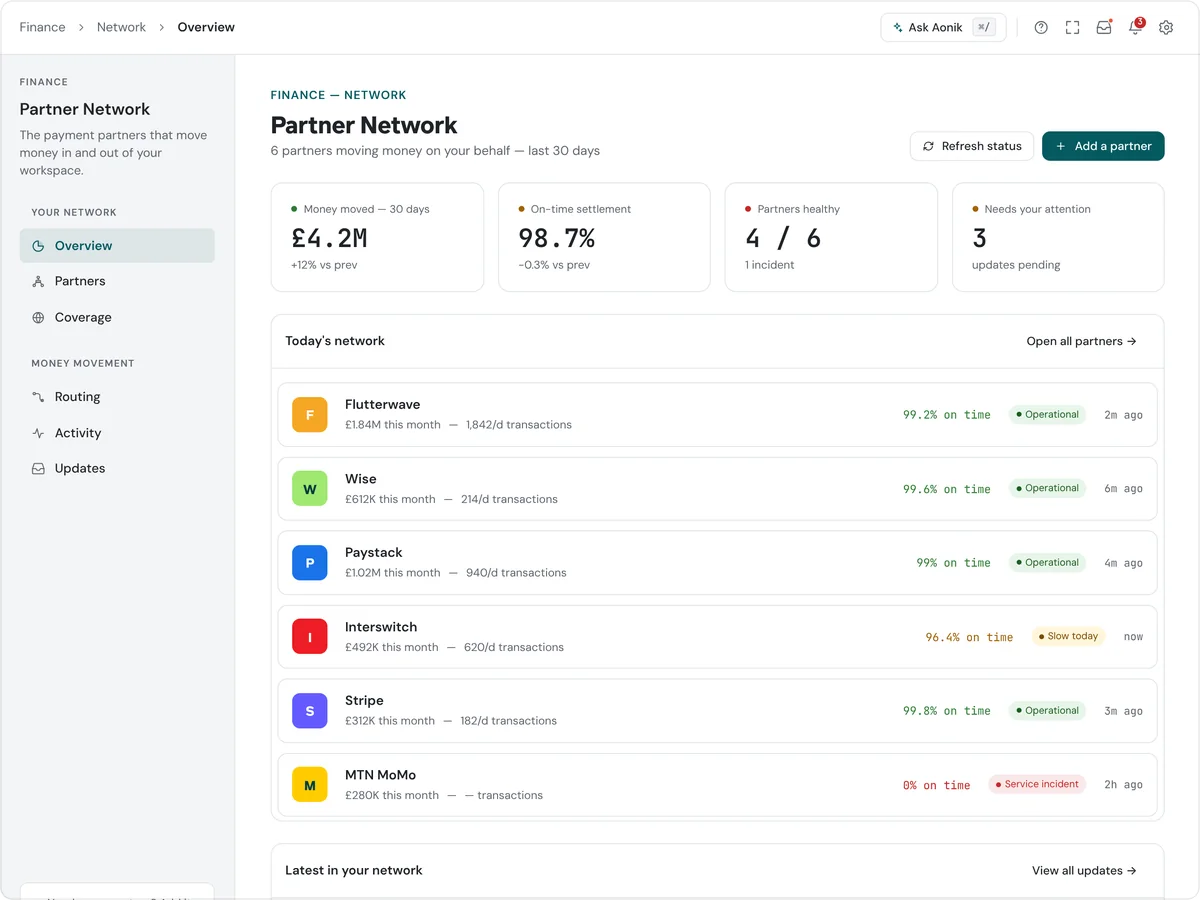 Finance > Network > Overview
Ask Aonik ⌘/
3
FINANCE
Partner Network
The payment partners that move
money in and out of your
workspace.
YOUR NETWORK
Overview
Partners
Coverage
MONEY MOVEMENT
Routing
Activity
Updates
FINANCE — NETWORK
Partner Network
6 partners moving money on your behalf — last 30 days
Refresh status
+ Add a partner
Money moved — 30 days
£4.2M
+12% vs prev
On-time settlement
98.7%
-0.3% vs prev
Partners healthy
4 / 6
1 incident
Needs your attention
3
updates pending
Today's network
Open all partners →
F
Flutterwave
£1.84M this month — 1,842/d transactions
99.2% on time
Operational
2m ago
W
Wise
£612K this month — 214/d transactions
99.6% on time
Operational
6m ago
P
Paystack
£1.02M this month — 940/d transactions
99% on time
Operational
4m ago
I
Interswitch
£492K this month — 620/d transactions
96.4% on time
Slow today
now
S
Stripe
£312K this month — 182/d transactions
99.8% on time
Operational
3m ago
M
MTN MoMo
£280K this month — — transactions
0% on time
Service incident
2h ago
Latest in your network
View all updates →